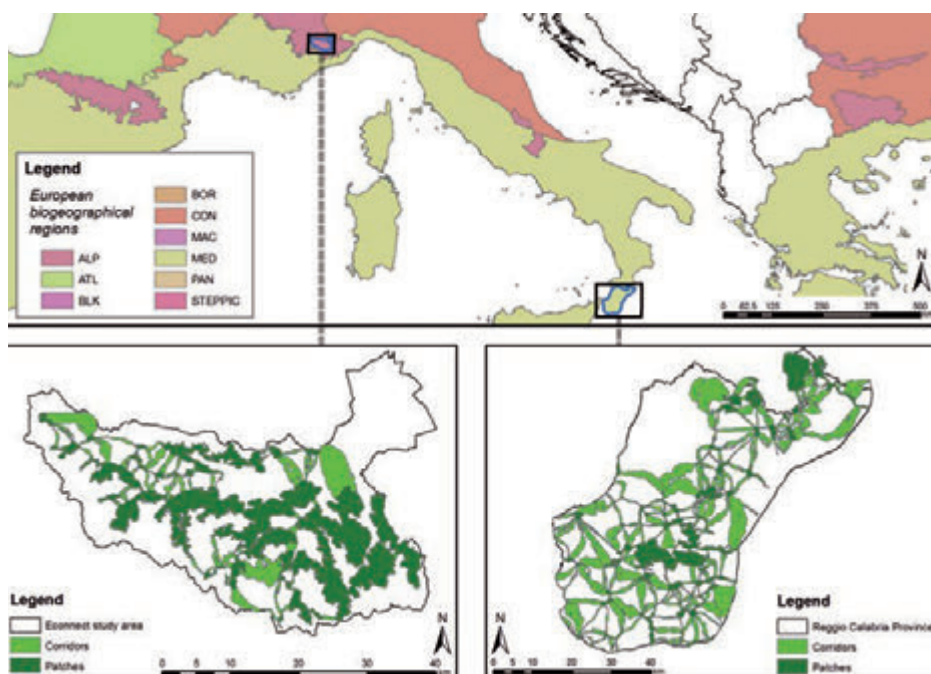 Legend
European
biogeographical
regions
ALP
ATL
BLK
BOR
CON
MAC
MED
PAN
STEPPIC
N
0 62.5 125 250 375 500
Legend
Econnect study area
Corridors
Patches
N
0 5 10 20 30 40
Legend
Reggio Calabria Province
Corridors
Patches
N
0 5 10 20 30 40